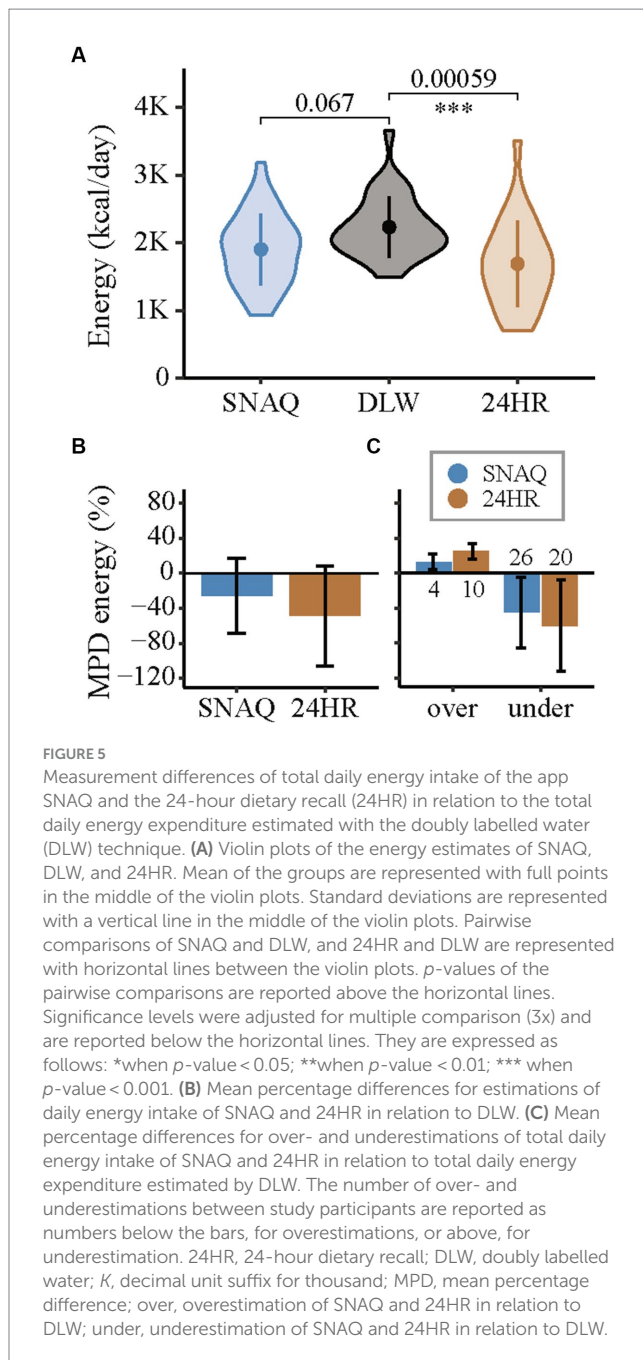 A
0.00059
0.067
***
4K
3K
2K
1K
0
Energy (kcal/day)
SNAQ DLW 24HR
B
C
SNAQ
24HR
80
40
0
−40
−80
−120
MPD energy (%)
4 10 26 20
SNAQ 24HR
over under
FIGURE 5
Measurement differences of total daily energy intake of the app
SNAQ and the 24-hour dietary recall (24HR) in relation to the total
daily energy expenditure estimated with the doubly labelled water
(DLW) technique. (A) Violin plots of the energy estimates of SNAQ,
DLW, and 24HR. Mean of the groups are represented with full points
in the middle of the violin plots. Standard deviations are represented
with a vertical line in the middle of the violin plots. Pairwise
comparisons of SNAQ and DLW, and 24HR and DLW are represented
with horizontal lines between the violin plots. p-values of the
pairwise comparisons are reported above the horizontal lines.
Significance levels were adjusted for multiple comparison (3x) and
are reported below the horizontal lines. They are expressed as
follows: *when p-value < 0.05; **when p-value < 0.01; *** when
p-value < 0.001. (B) Mean percentage differences for estimations of
daily energy intake of SNAQ and 24HR in relation to DLW. (C) Mean
percentage differences for over- and underestimations of total daily
energy intake of SNAQ and 24HR in relation to total daily energy
expenditure estimated by DLW. The number of over- and
underestimations between study participants are reported as
numbers below the bars, for overestimations, or above, for
underestimation. 24HR, 24-hour dietary recall; DLW, doubly labelled
water; K, decimal unit suffix for thousand; MPD, mean percentage
difference; over, overestimation of SNAQ and 24HR in relation to
DLW; under, underestimation of SNAQ and 24HR in relation to DLW.